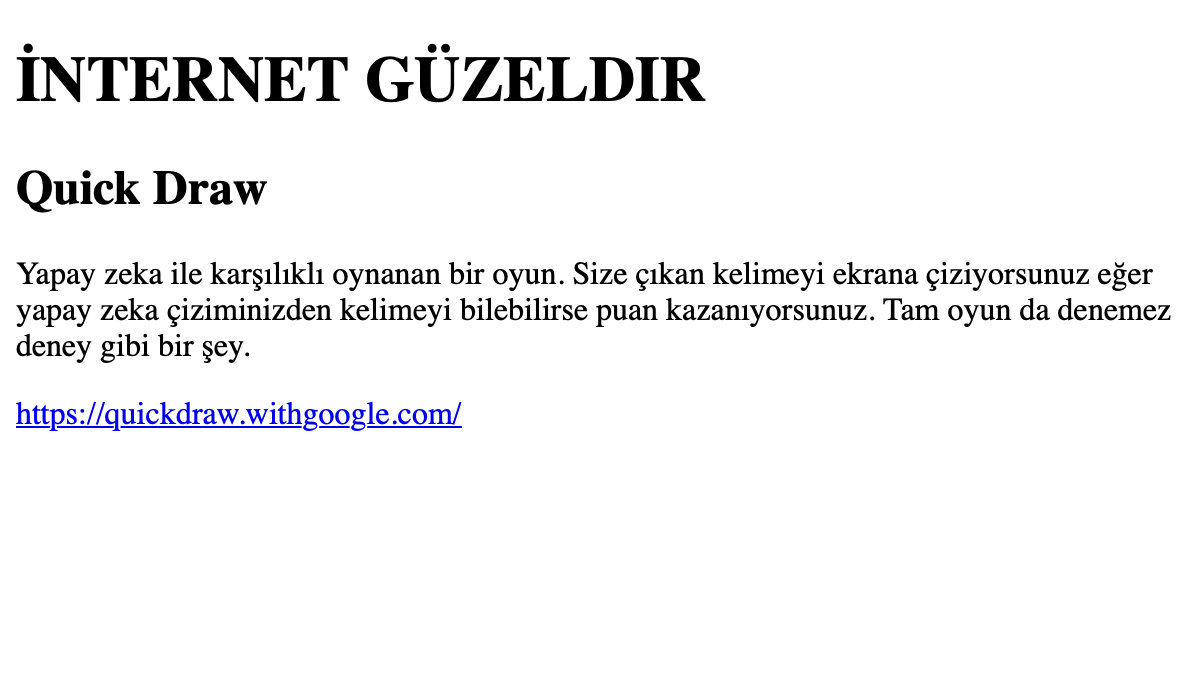 İNTERNET GÜZELDIR
Quick Draw
Yapay zeka ile karşılıklı oynanan bir oyun. Size çıkan kelimeyi ekrana çiziyorsunuz eğer
yapay zeka çiziminizden kelimeyi bilebilirse puan kazanıyorsunuz. Tam oyun da denemez
deney gibi bir şey.
https://quickdraw.withgoogle.com/